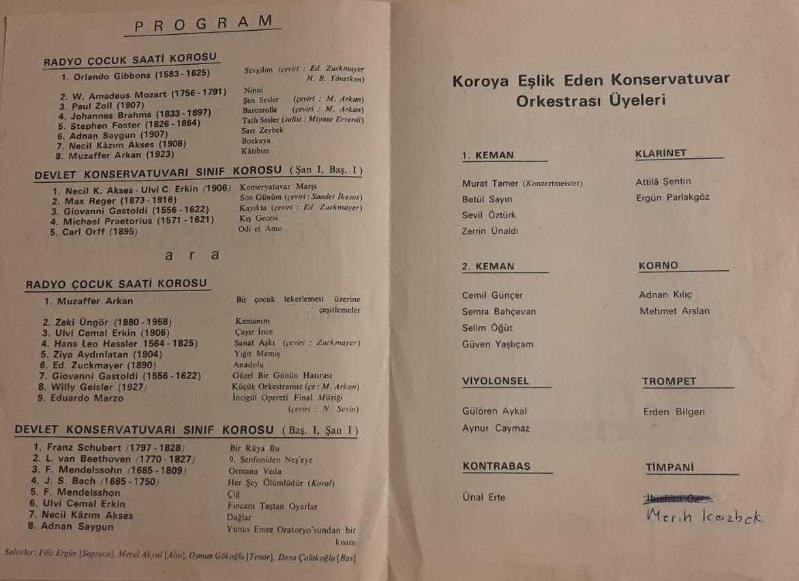 PROGRAM
RADYO ÇOCUK SAATİ KOROSU
1. Orlando Gibbons (1583 - 1625) Sevgilim (çeviri : Ed. Zuckmayer
H. B. Yönetken)
2. W. Amadeus Mozart (1756 - 1791) Ninni
3. Paul Zoll (1907) Şen Sesler (çeviri : M. Arkan)
4. Johannes Brahms (1833 - 1897) Barcarolle (çeviri : M. Arkan)
5. Stephen Foster (1826 - 1864) Tatlı Sesler (solist : Miyase Erverdi)
6. Adnan Saygun (1907) Sarı Zeybek
7. Necil Kâzım Akses (1908) Bozkaya
8. Muzaffer Arkan (1923) Kâtibim
DEVLET KONSERVATUVARI SINIF KOROSU (Şan I, Baş. I)
1. Necil K. Akses - Ulvi C. Erkin (1906) Konservatuvar Marşı
2. Max Reger (1873 - 1916) Son Günüm (çeviri : Saadet İkesus)
3. Giovanni Gastoldi (1556 - 1622) Kayıkta (çeviri : Ed. Zuckmayer)
4. Michael Praetorius (1571 - 1621) Kış Gecesi
5. Carl Orff (1895) Odi et Amo
ara
RADYO ÇOCUK SAATİ KOROSU
1. Muzaffer Arkan Bir çocuk tekerlemesi üzerine
çeşitlemeler
2. Zeki Üngör (1880 - 1958) Kemanım
3. Ulvi Cemal Erkin (1906) Çayır İnce
4. Hans Leo Hassler 1564 - 1825) Sanat Aşkı (çeviri : Zuckmayer)
5. Ziya Aydınlatan (1904) Yiğit Memiş
6. Ed. Zuckmayer (1890) Anadolu
7. Giovanni Gastoldi (1556 - 1622) Güzel Bir Günün Hatırası
8. Willy Geisler (1927) Küçük Orkestramız (çe : M. Arkan)
9. Eduardo Marzo İncigül Opereti Final Müziği
(çeviri : N. Sevin)
DEVLET KONSERVATUVARI SINIF KOROSU (Baş. I, Şan I)
1. Franz Schubert (1797 - 1828) Bir Rüya Bu
2. L. van Beethoven (1770 - 1827) 9. Senfoniden Neş'eye
3. F. Mendelssohn (1685 - 1809) Ormana Veda
4. J. S. Bach (1685 - 1750) Her Şey Ölümlüdür (Koral)
5. F. Mendelsshon Çiğ
6. Ulvi Cemal Erkin Fincanı Taştan Oyarlar
7. Necil Kâzım Akses Dağlar
8. Adnan Saygun Yunus Emre Oratoryo'sundan bir
kısım
Solistler : Filiz Ergün [Soprano], Meral Akyol [Alto], Osman Gökoğlu [Tenor], Dora Çolakoğlu [Bas]
Koroya Eşlik Eden Konservatuvar
Orkestrası Üyeleri
1. KEMAN
Murat Tamer (Konzertmeister)
Betül Sayın
Sevil Öztürk
Zerrin Ünaldı
KLARİNET
Attilâ Şentin
Ergün Parlakgöz
2. KEMAN
Cemil Günçer
Semra Bahçevan
Selim Öğüt
Güven Yaşlıçam
KORNO
Adnan Kılıç
Mehmet Arslan
VİYOLONSEL
Gülören Aykal
Aynur Caymaz
TROMPET
Erden Bilgen
KONTRABAS
Ünal Erte
TİMPANİ
Merih